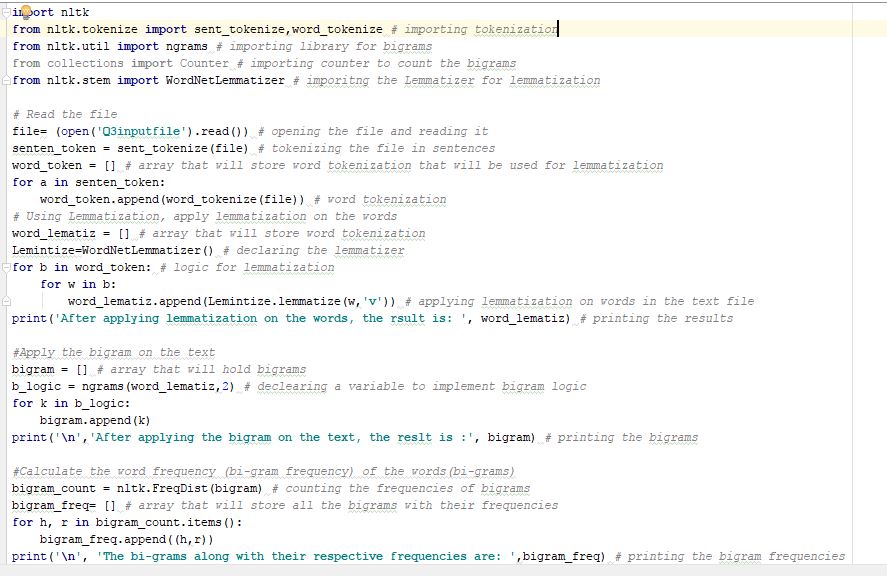 import nltk
from nltk.tokenize import sent_tokenize,word_tokenize # importing tokenization
from nltk.util import ngrams # importing library for bigrams
from collections import Counter # importing counter to count the bigrams
from nltk.stem import WordNetLemmatizer # imporitng the Lemmatizer for lemmatization

# Read the file
file= (open('Q3inputfile').read()) # opening the file and reading it
senten_token = sent_tokenize(file) # tokenizing the file in sentences
word_token = [] # array that will store word tokenization that will be used for lemmatization
for a in senten_token:
    word_token.append(word_tokenize(file)) # word tokenization
# Using Lemmatization, apply lemmatization on the words
word_lematiz = [] # array that will store word tokenization
Lemintize=WordNetLemmatizer() # declaring the lemmatizer
for b in word_token: # logic for lemmatization
    for w in b:
        word_lematiz.append(Lemintize.lemmatize(w,'v')) # applying lemmatization on words in the text file
print('After applying lemmatization on the words, the rsult is: ', word_lematiz) # printing the results

#Apply the bigram on the text
bigram = [] # array that will hold bigrams
b_logic = ngrams(word_lematiz,2) # declearing a variable to implement bigram logic
for k in b_logic:
    bigram.append(k)
print('\n','After applying the bigram on the text, the reslt is :', bigram) # printing the bigrams

#Calculate the word frequency (bi-gram frequency) of the words(bi-grams)
bigram_count = nltk.FreqDist(bigram) # counting the frequencies of bigrams
bigram_freq= [] # array that will store all the bigrams with their frequencies
for h, r in bigram_count.items():
    bigram_freq.append((h,r))
print('\n', 'The bi-grams along with their respective frequencies are: ',bigram_freq) # printing the bigram frequencies